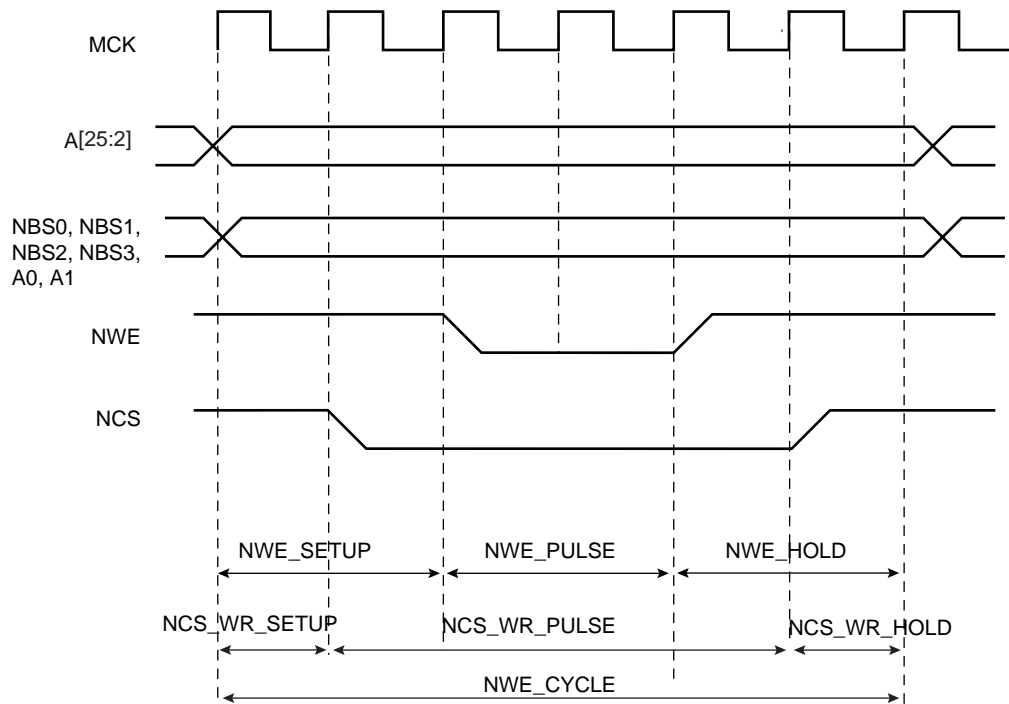 MCK
A[25:2]
NBS0, NBS1,
NBS2, NBS3,
A0, A1
NWE
NCS
NWE_SETUP NWE_PULSE NWE_HOLD
NCS_WR_SETUP NCS_WR_PULSE NCS_WR_HOLD
NWE_CYCLE